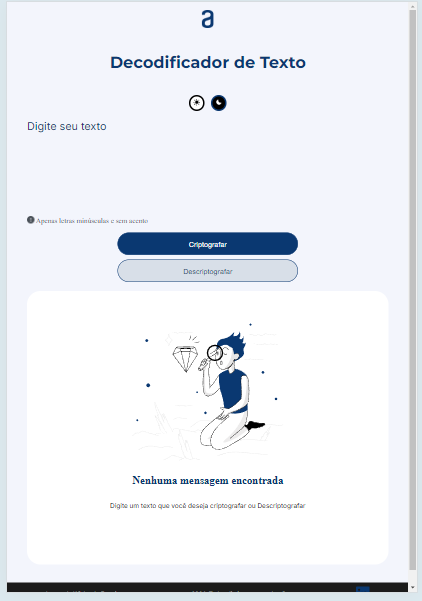 a
Decodificador de Texto
Digite seu texto
Apenas letras minúsculas e sem acento
Criptografar
Descriptografar
Nenhuma mensagem encontrada
Digite um texto que você deseja criptografar ou Descriptografar